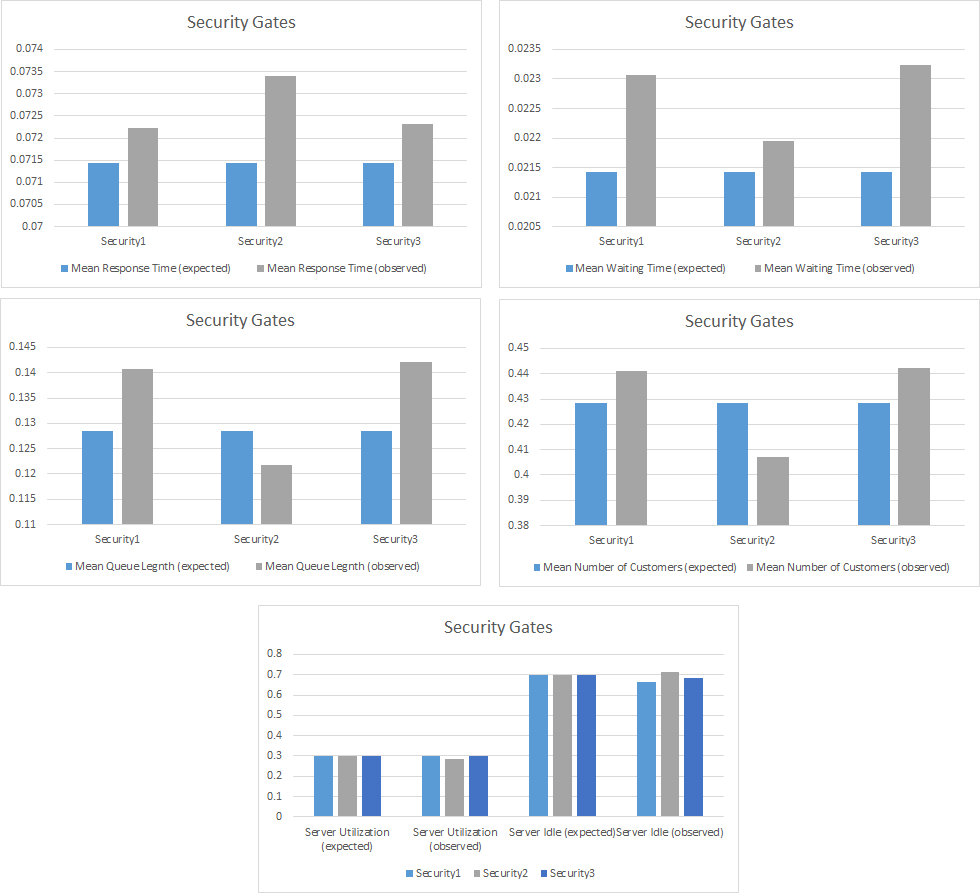 Security Gates
0.074
0.0735
0.073
0.0725
0.072
0.0715
0.071
0.0705
0.07
Security1 Security2 Security3
Mean Response Time (expected) Mean Response Time (observed)
Security Gates
0.0235
0.023
0.0225
0.022
0.0215
0.021
0.0205
Security1 Security2 Security3
Mean Waiting Time (expected) Mean Waiting Time (observed)
Security Gates
0.145
0.14
0.135
0.13
0.125
0.12
0.115
0.11
Security1 Security2 Security3
Mean Queue Legnth (expected) Mean Queue Legnth (observed)
Security Gates
0.45
0.44
0.43
0.42
0.41
0.4
0.39
0.38
Security1 Security2 Security3
Mean Number of Customers (expected) Mean Number of Customers (observed)
Security Gates
0.8
0.7
0.6
0.5
0.4
0.3
0.2
0.1
0
Server Utilization Server Utilization Server Idle (expected) Server Idle (observed)
(expected) (observed)
Security1 Security2 Security3